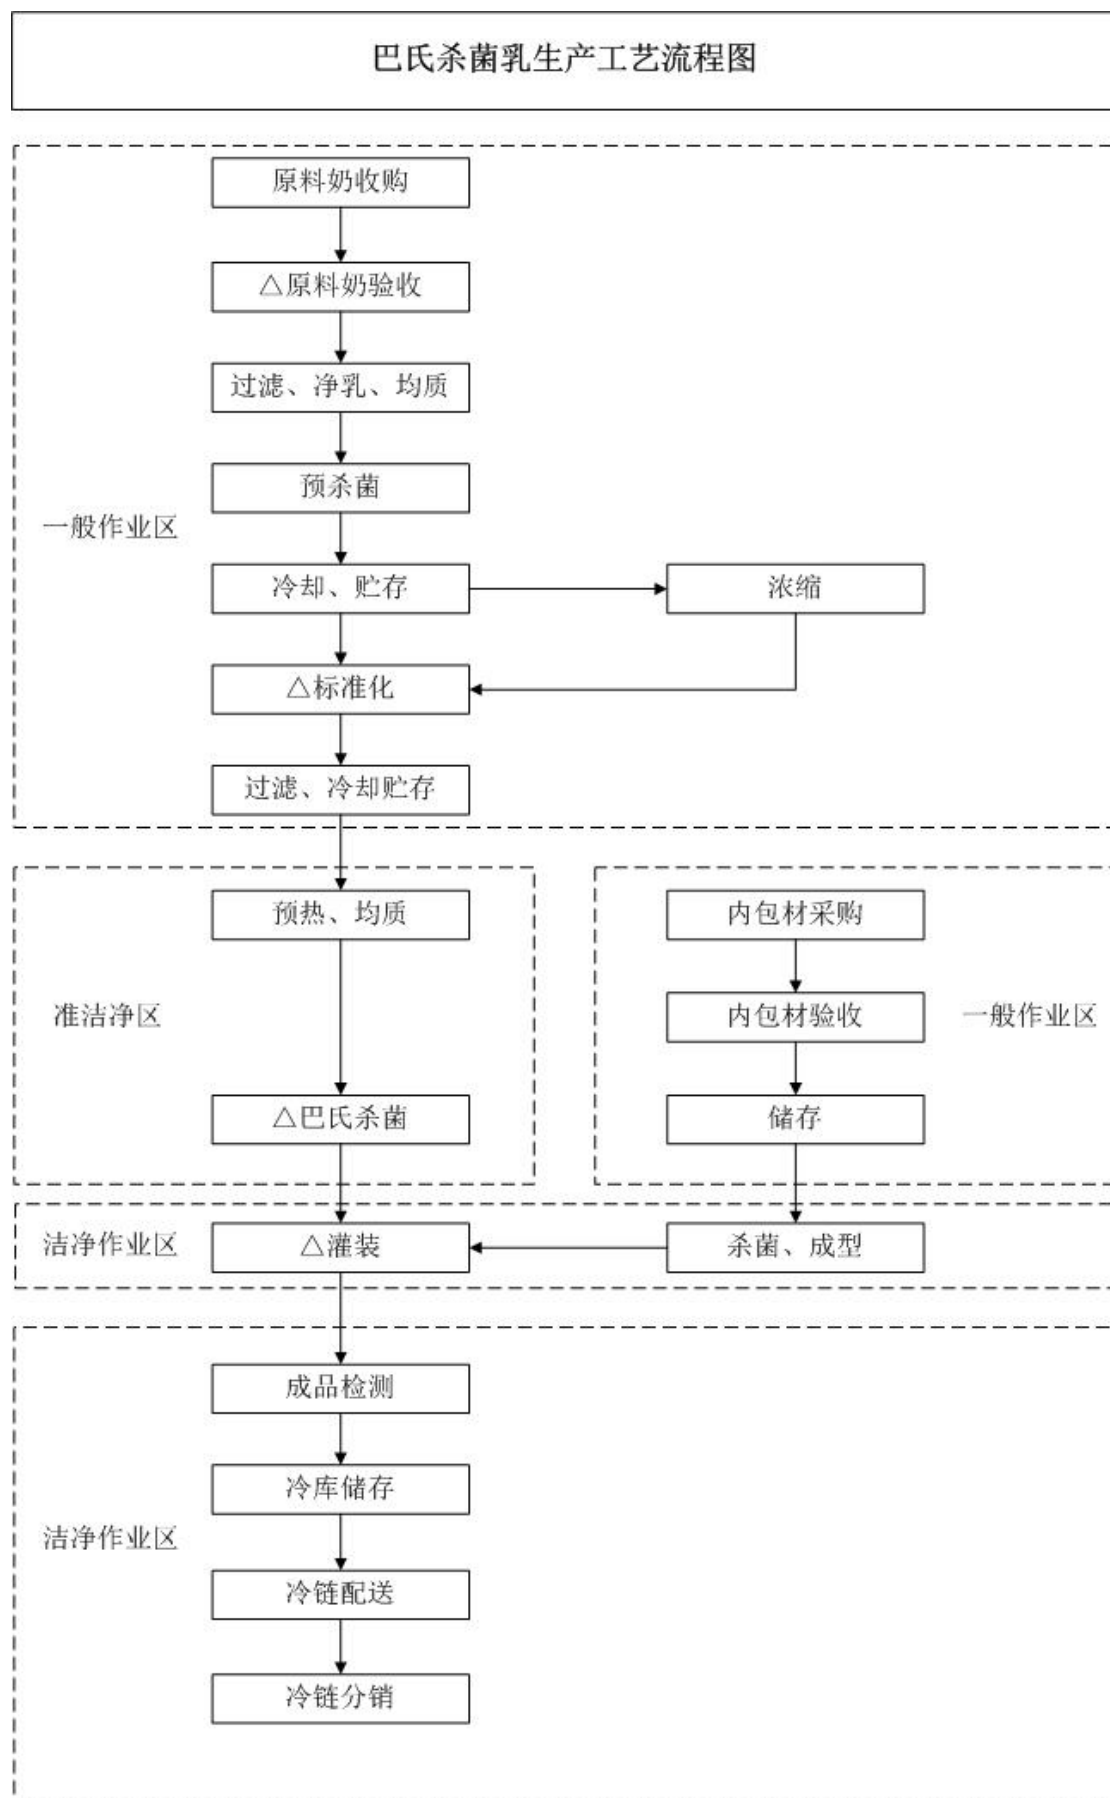 巴氏杀菌乳生产工艺流程图
原料奶收购
△原料奶验收
过滤、净乳、均质
预杀菌
一般作业区
冷却、贮存
浓缩
△标准化
过滤、冷却贮存
预热、均质
内包材采购
准洁净区
内包材验收
一般作业区
△巴氏杀菌
储存
洁净作业区
△灌装
杀菌、成型
成品检测
冷库储存
洁净作业区
冷链配送
冷链分销